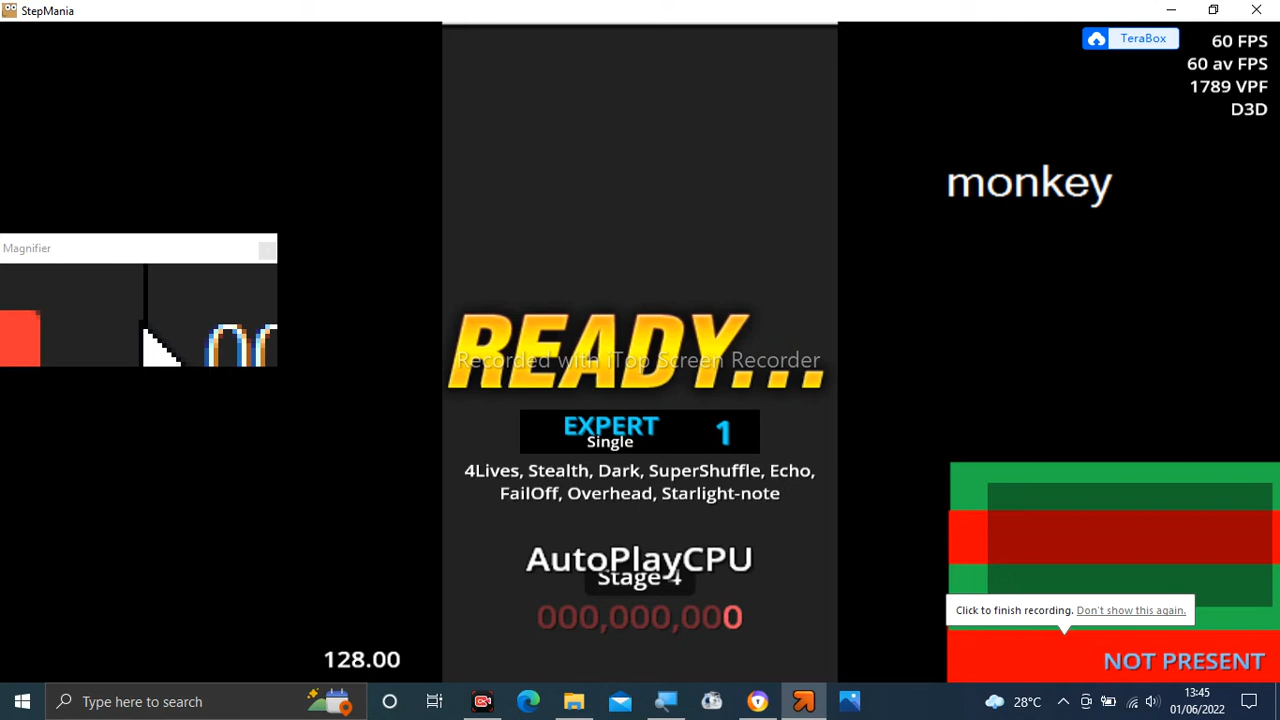 StepMania
TeraBox
60 FPS
60 av FPS
1789 VPF
D3D
monkey
Magnifier
READY...
Recorded with iTop Screen Recorder
EXPERT 1
Single
4Lives, Stealth, Dark, SuperShuffle, Echo,
FailOff, Overhead, Starlight-note
AutoPlayCPU
Stage 4
000,000,000
Click to finish recording. Don't show this again.
128.00
NOT PRESENT
Type here to search
28°C
13:45
01/06/2022